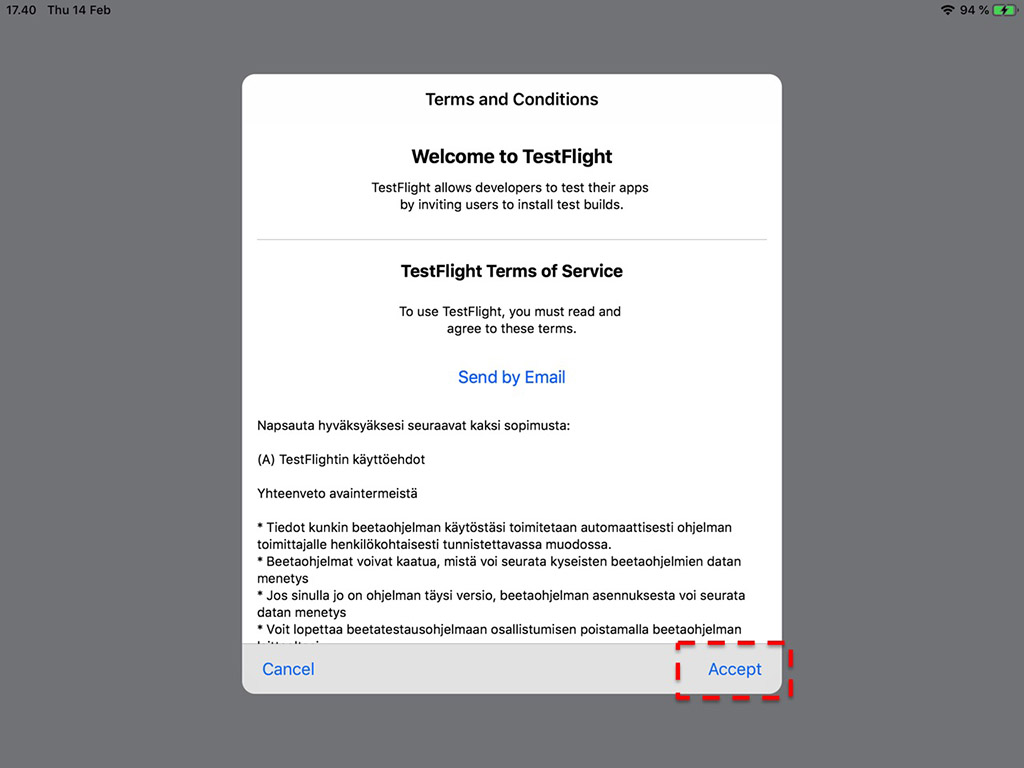 17.40 Thu 14 Feb
94 %
Terms and Conditions
Welcome to TestFlight
TestFlight allows developers to test their apps
by inviting users to install test builds.
TestFlight Terms of Service
To use TestFlight, you must read and
agree to these terms.
Send by Email
Napsauta hyväksyäksesi seuraavat kaksi sopimusta:
(A) TestFlightin käyttöehdot
Yhteenveto avaintermeistä
* Tiedot kunkin beetaohjelman käytöstäsi toimitetaan automaattisesti ohjelman
toimittajalle henkilökohtaisesti tunnistettavassa muodossa.
* Beetaohjelmat voivat kaatua, mistä voi seurata kyseisten beetaohjelmien datan
menetys
* Jos sinulla jo on ohjelman täysi versio, beetaohjelman asennuksesta voi seurata
datan menetys
* Voit lopettaa beetatestausohjelmaan osallistumisen poistamalla beetaohjelman
Cancel
Accept